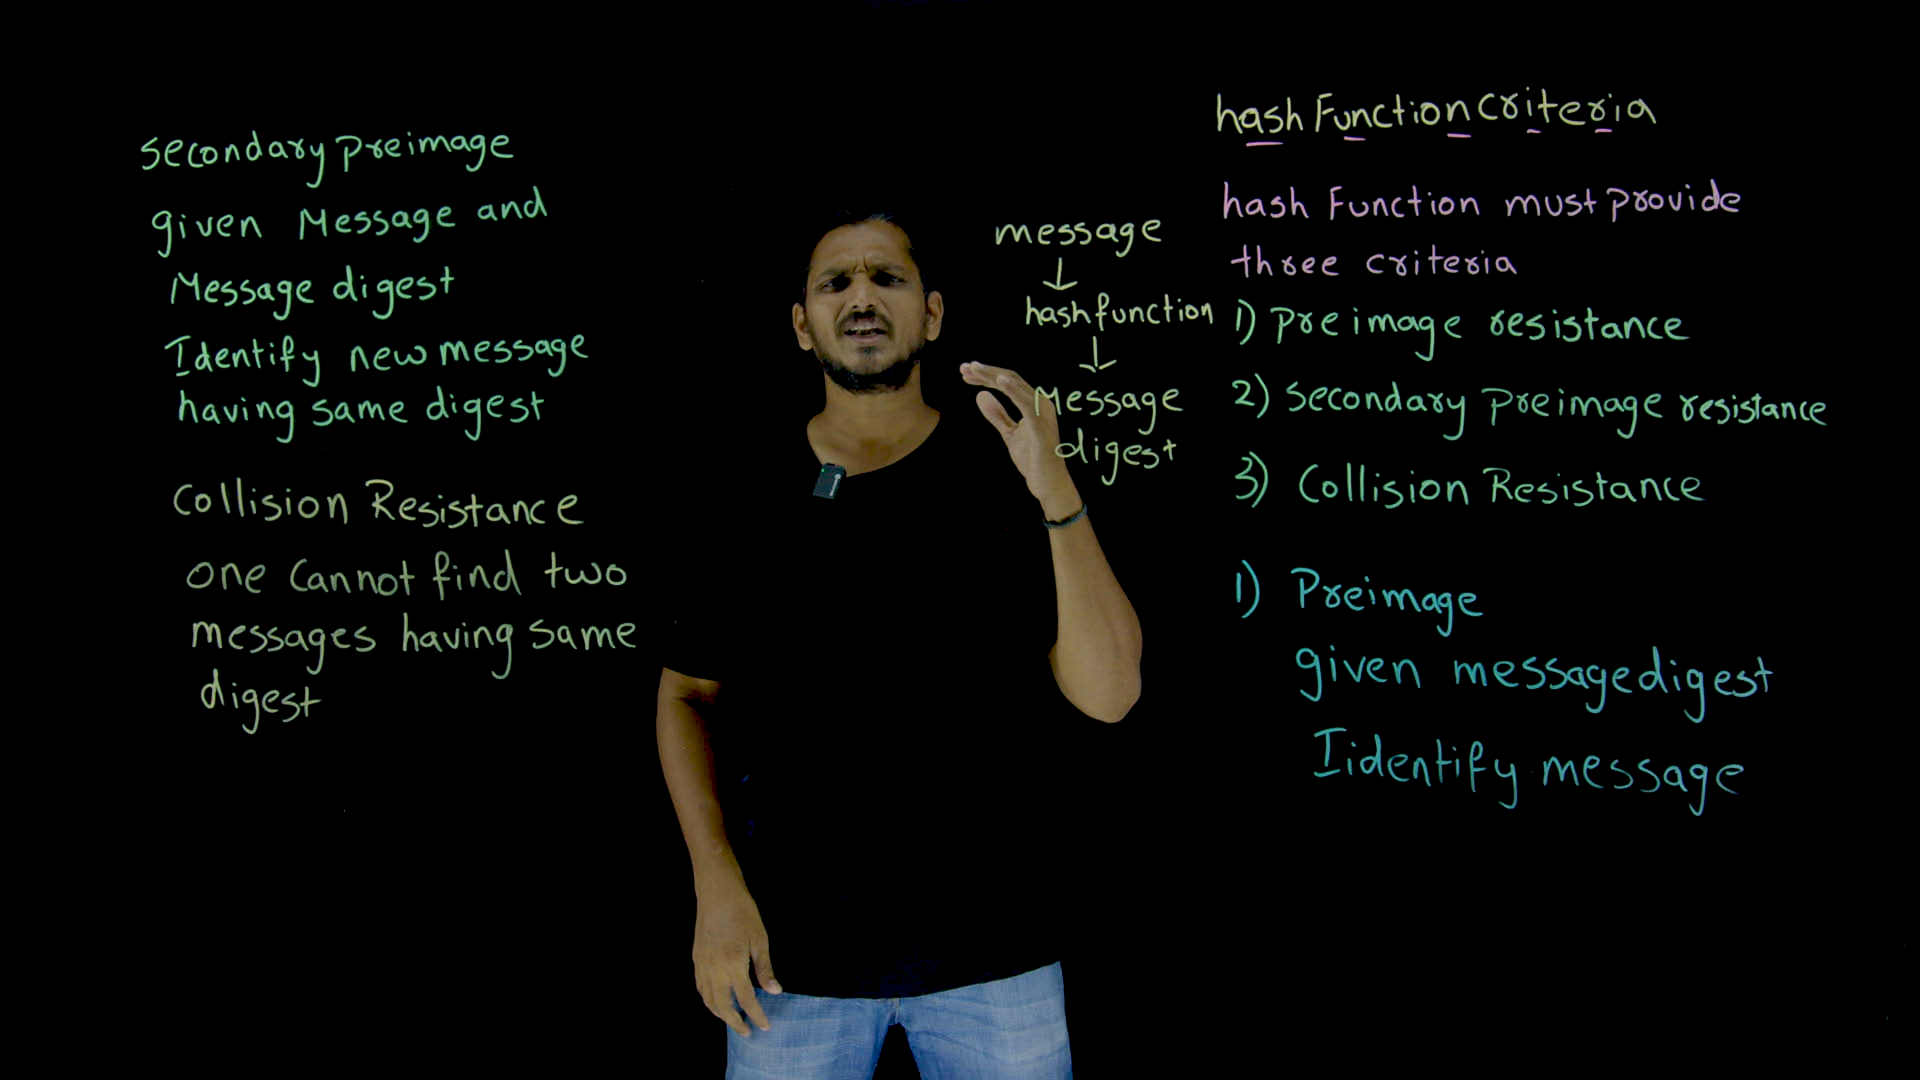 hash Function criteria
hash Function must provide
three criteria
1) preimage resistance
2) secondary preimage resistance
3) Collision Resistance
1) Preimage
given messagedigest
Iidentify message
message
↓
hashfunction
↓
Message
digest
secondary preimage
given Message and
Message digest
Identify new message
having same digest
Collision Resistance
one cannot find two
messages having same
digest